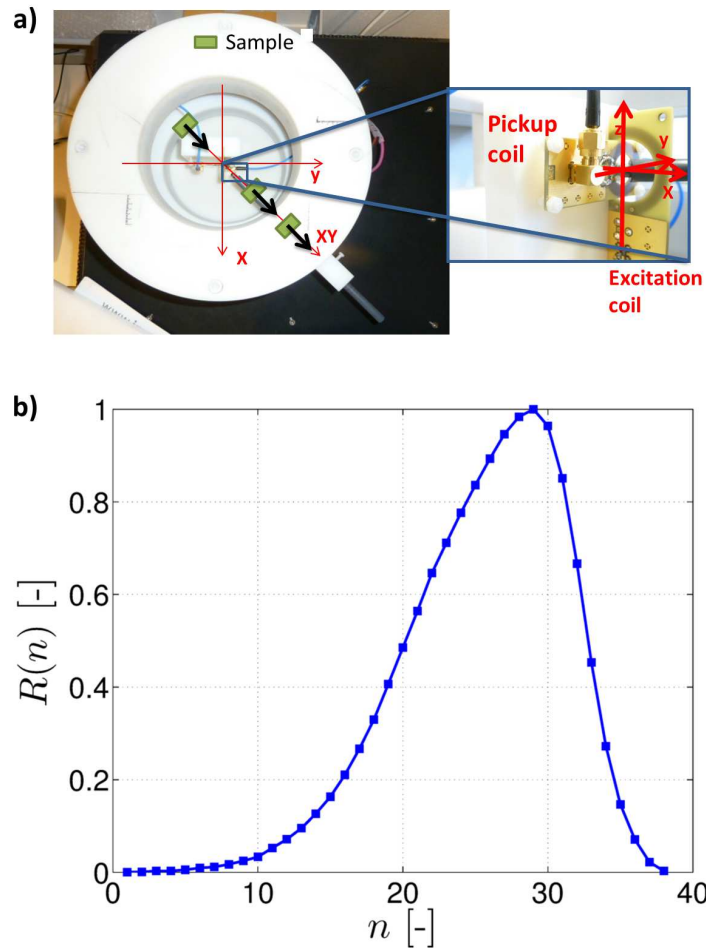 a)
Sample
y
X
XY
Pickup
coil
z
y
X
Excitation
coil
b)
1
0.8
0.6
0.4
0.2
0
R(n) [-]
0 10 20 30 40
n [-]